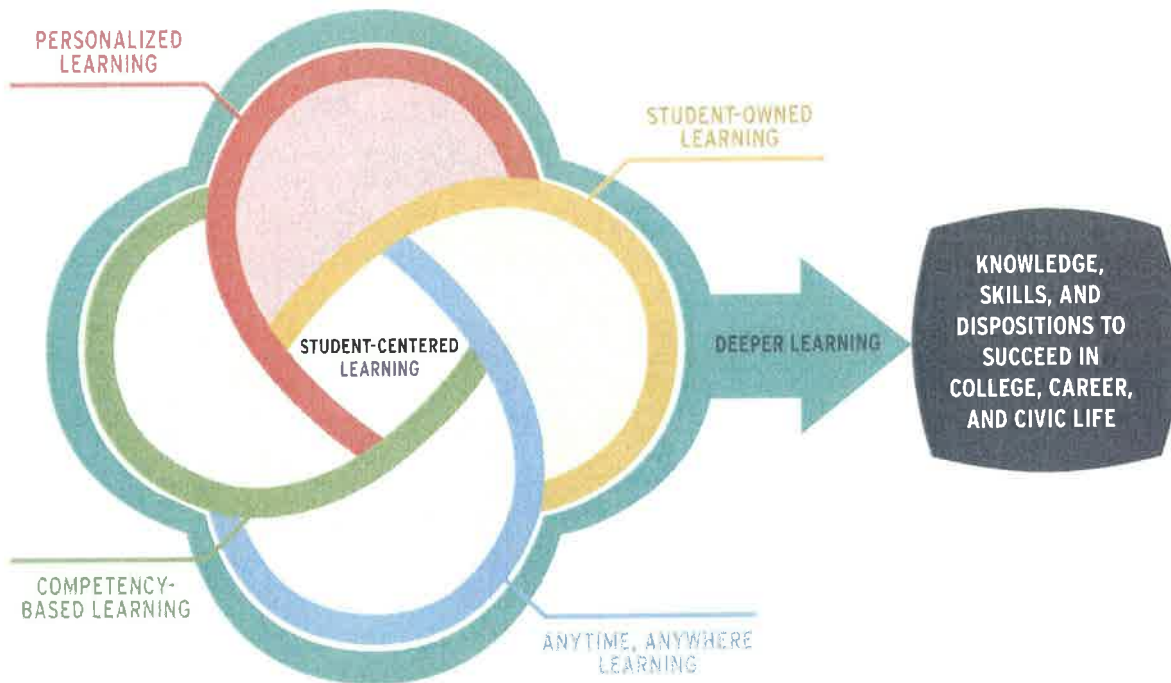 PERSONALIZED
LEARNING
STUDENT-OWNED
LEARNING
STUDENT-CENTERED
LEARNING
DEEPER LEARNING
KNOWLEDGE,
SKILLS, AND
DISPOSITIONS TO
SUCCEED IN
COLLEGE, CAREER,
AND CIVIC LIFE
COMPETENCY-
BASED LEARNING
ANYTIME, ANYWHERE
LEARNING